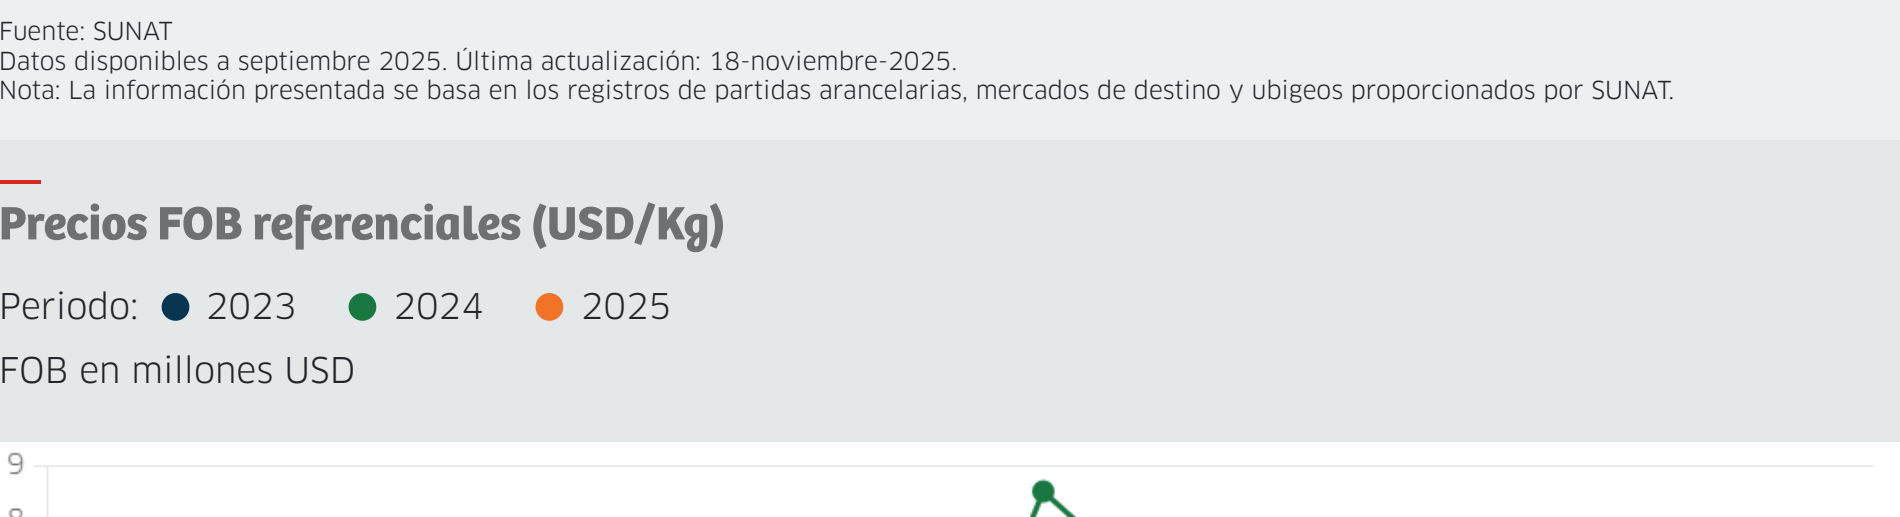 Fuente: SUNAT
Datos disponibles a septiembre 2025. Última actualización: 18-noviembre-2025.
Nota: La información presentada se basa en los registros de partidas arancelarias, mercados de destino y ubigeos proporcionados por SUNAT.
Precios FOB referenciales (USD/Kg)
Periodo: 2023 2024 2025
FOB en millones USD
9
8